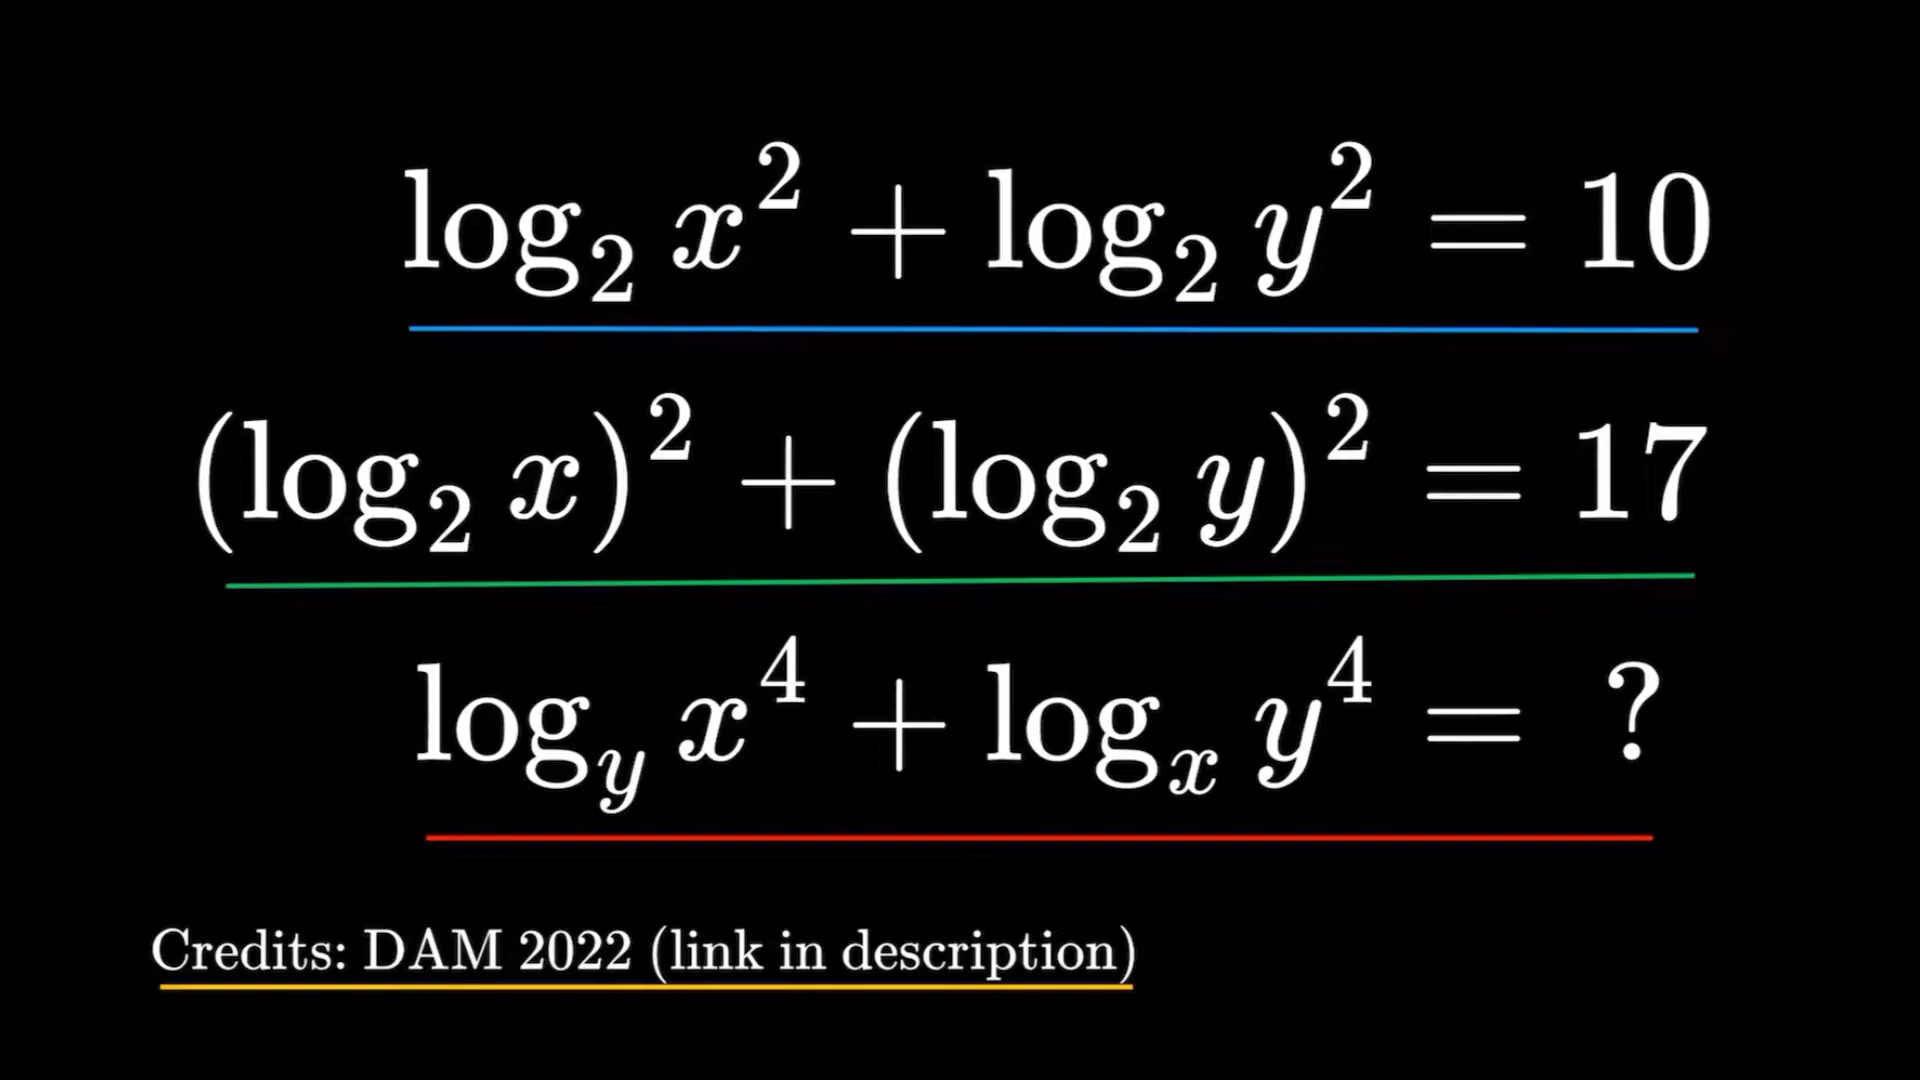 log₂ x² + log₂ y² = 10
(log₂ x)² + (log₂ y)² = 17
log_y x⁴ + logₓ y⁴ = ?
Credits: DAM 2022 (link in description)